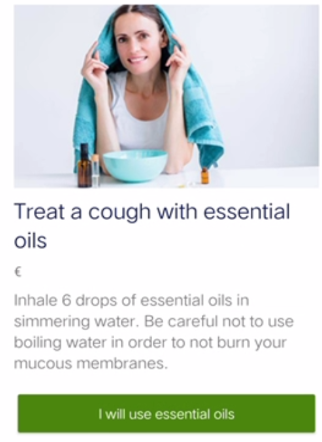 Treat a cough with essential
oils
€
Inhale 6 drops of essential oils in
simmering water. Be careful not to use
boiling water in order to not burn your
mucous membranes.
I will use essential oils